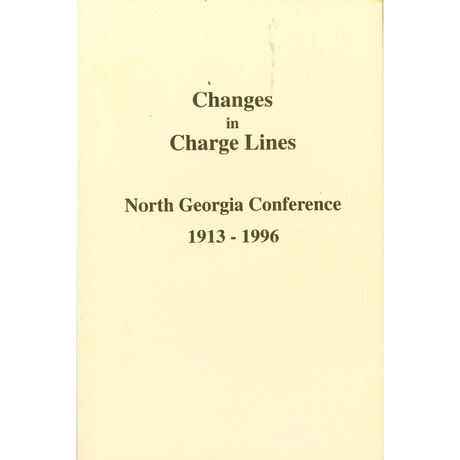 Changes
in
Charge Lines
North Georgia Conference
1913 - 1996